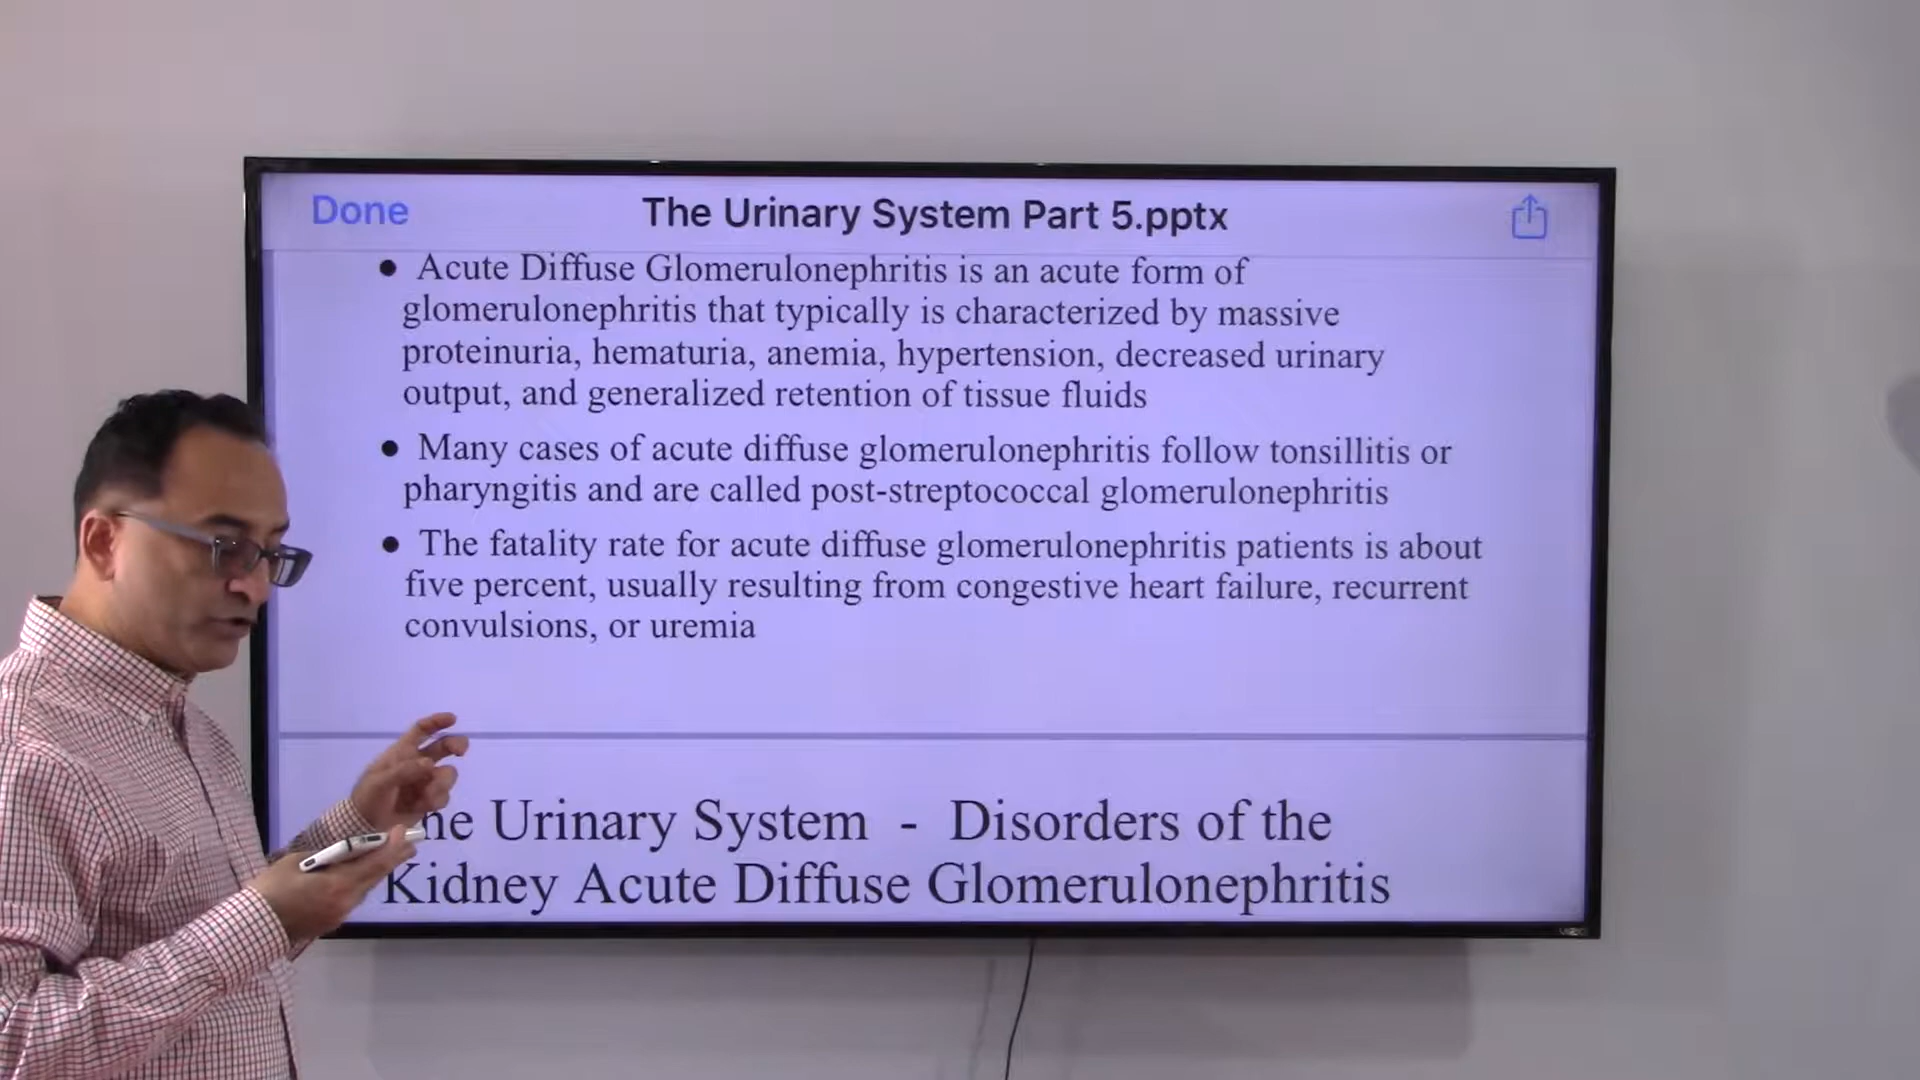 Done
The Urinary System Part 5.pptx
● Acute Diffuse Glomerulonephritis is an acute form of
glomerulonephritis that typically is characterized by massive
proteinuria, hematuria, anemia, hypertension, decreased urinary
output, and generalized retention of tissue fluids
● Many cases of acute diffuse glomerulonephritis follow tonsillitis or
pharyngitis and are called post-streptococcal glomerulonephritis
● The fatality rate for acute diffuse glomerulonephritis patients is about
five percent, usually resulting from congestive heart failure, recurrent
convulsions, or uremia
he Urinary System - Disorders of the
Kidney Acute Diffuse Glomerulonephritis
VIZIO